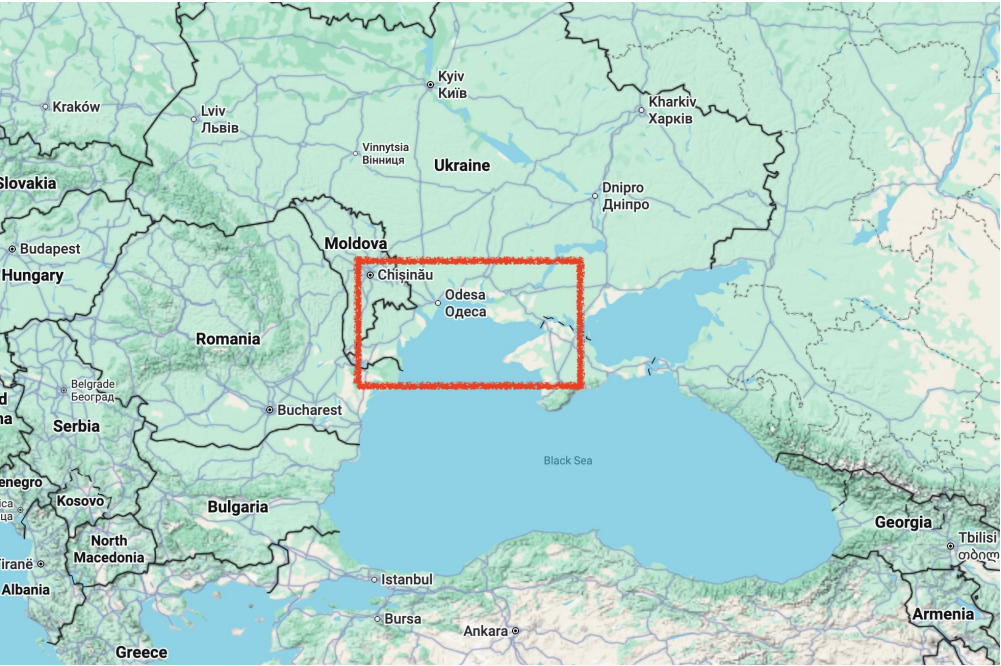 Kyiv
Київ
Kharkiv
Харків
Kraków
Lviv
Львів
Vinnytsia
Вінниця
Ukraine
Slovakia
Dnipro
Дніпро
Budapest
Moldova
Hungary
Chișinău
Odesa
Одеса
Romania
Belgrade
Београд
Bucharest
Serbia
Black Sea
enegro
Kosovo
Bulgaria
Georgia
North
Macedonia
Tbilisi
Istanbul
Albania
Bursa
Armenia
Ankara
Greece